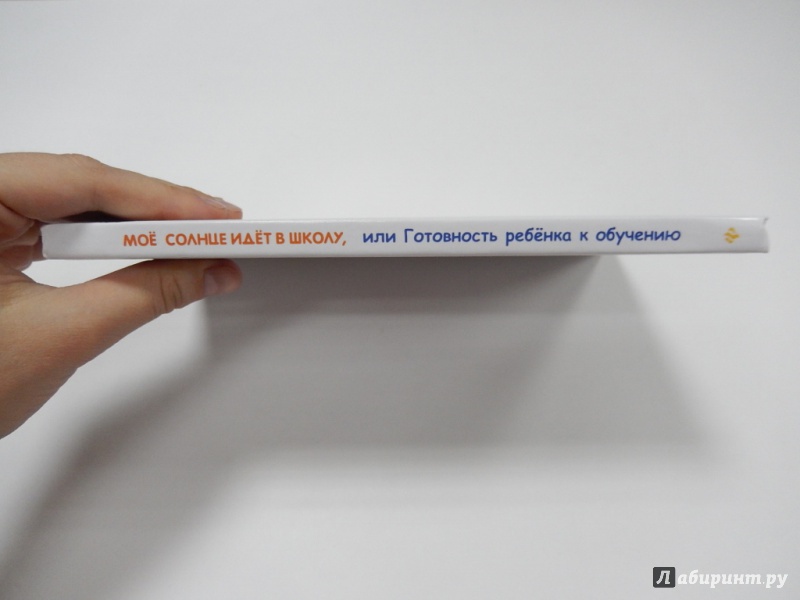 МОЁ СОЛНЦЕ ИДЁТ В ШКОЛУ, или Готовность ребёнка к обучению
Лабиринт.ру